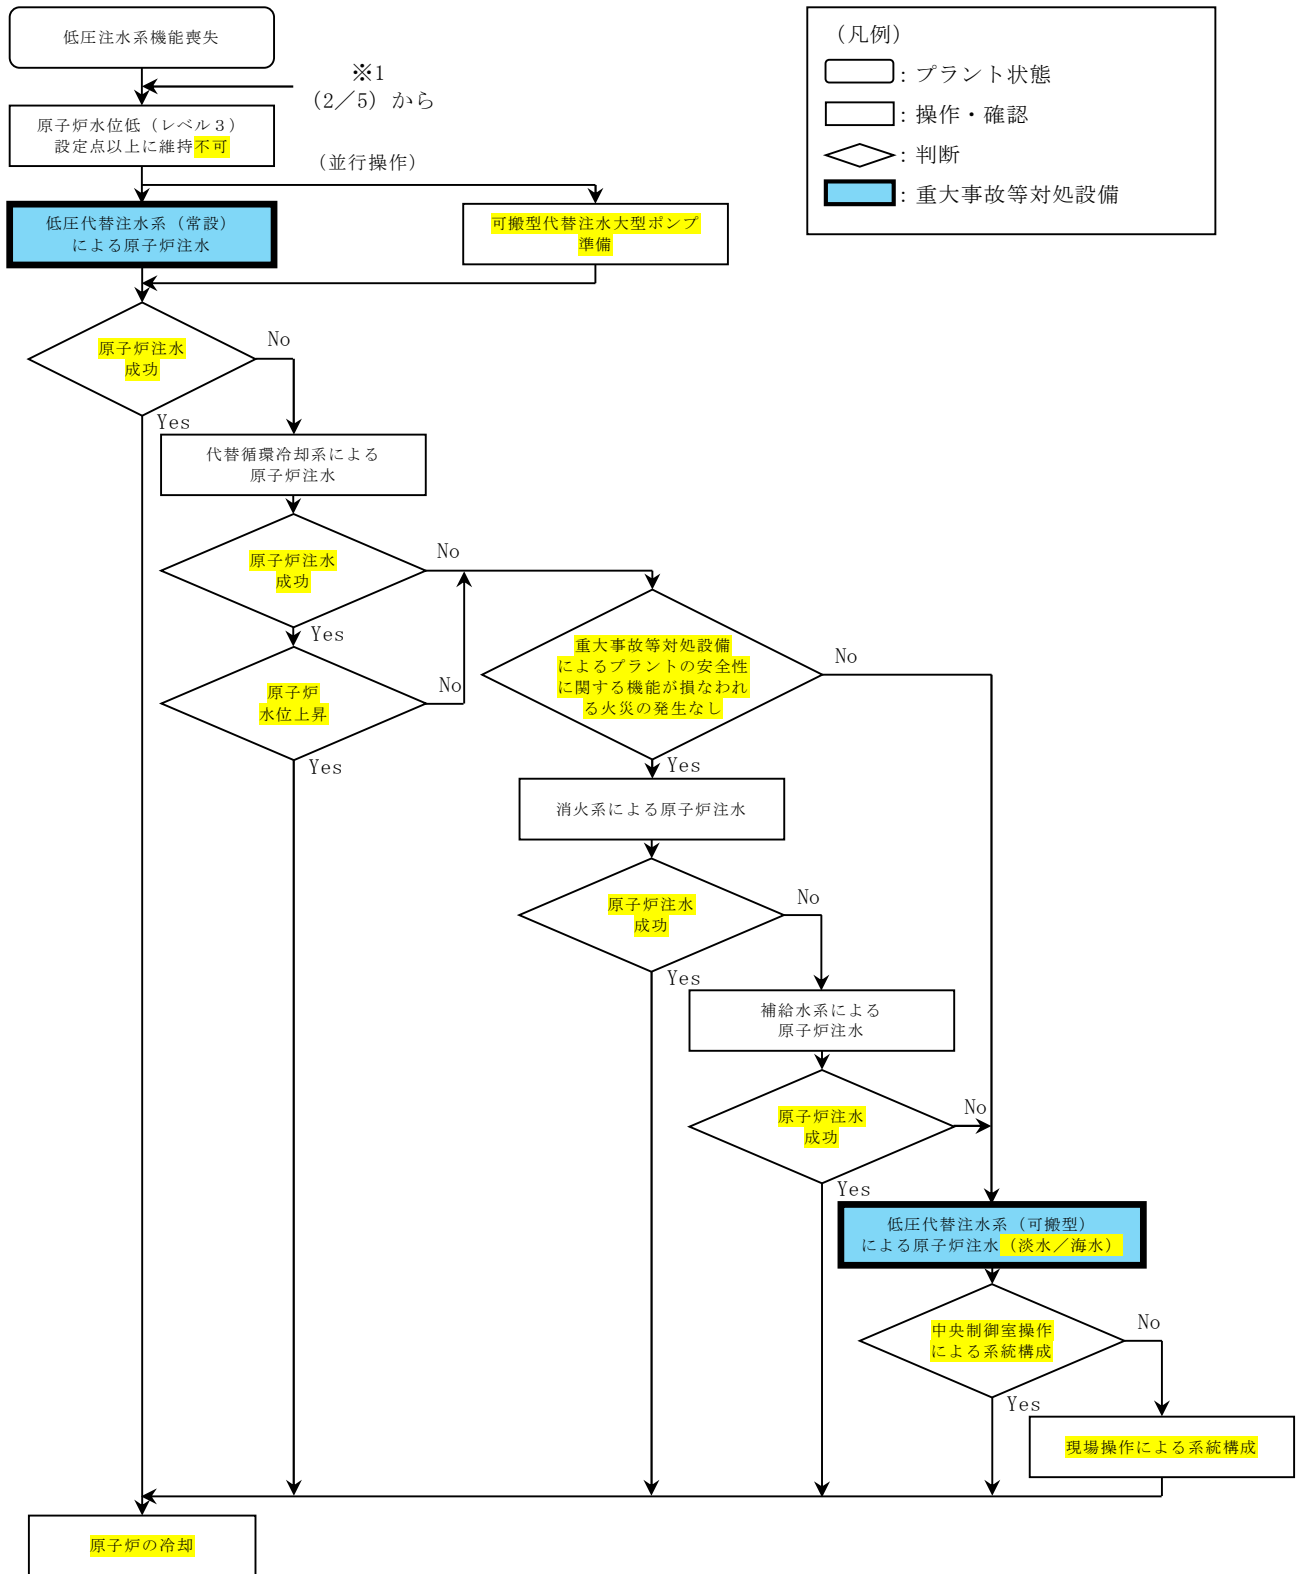 低圧注水系機能喪失
※1
（2／5）から
原子炉水位低（レベル３）
設定点以上に維持不可
（並行操作）
低圧代替注水系（常設）
による原子炉注水
可搬型代替注水大型ポンプ
準備
（凡例）
：プラント状態
：操作・確認
：判断
：重大事故等対処設備
原子炉注水
成功
No
Yes
代替循環冷却系による
原子炉注水
原子炉注水
成功
No
Yes
原子炉
水位上昇
No
Yes
重大事故等対処設備
によるプラントの安全性
に関する機能が損なわれ
る火災の発生なし
No
Yes
消火系による原子炉注水
原子炉注水
成功
No
Yes
補給水系による
原子炉注水
原子炉注水
成功
No
Yes
低圧代替注水系（可搬型）
による原子炉注水（淡水／海水）
中央制御室操作
による系統構成
No
Yes
現場操作による系統構成
原子炉の冷却